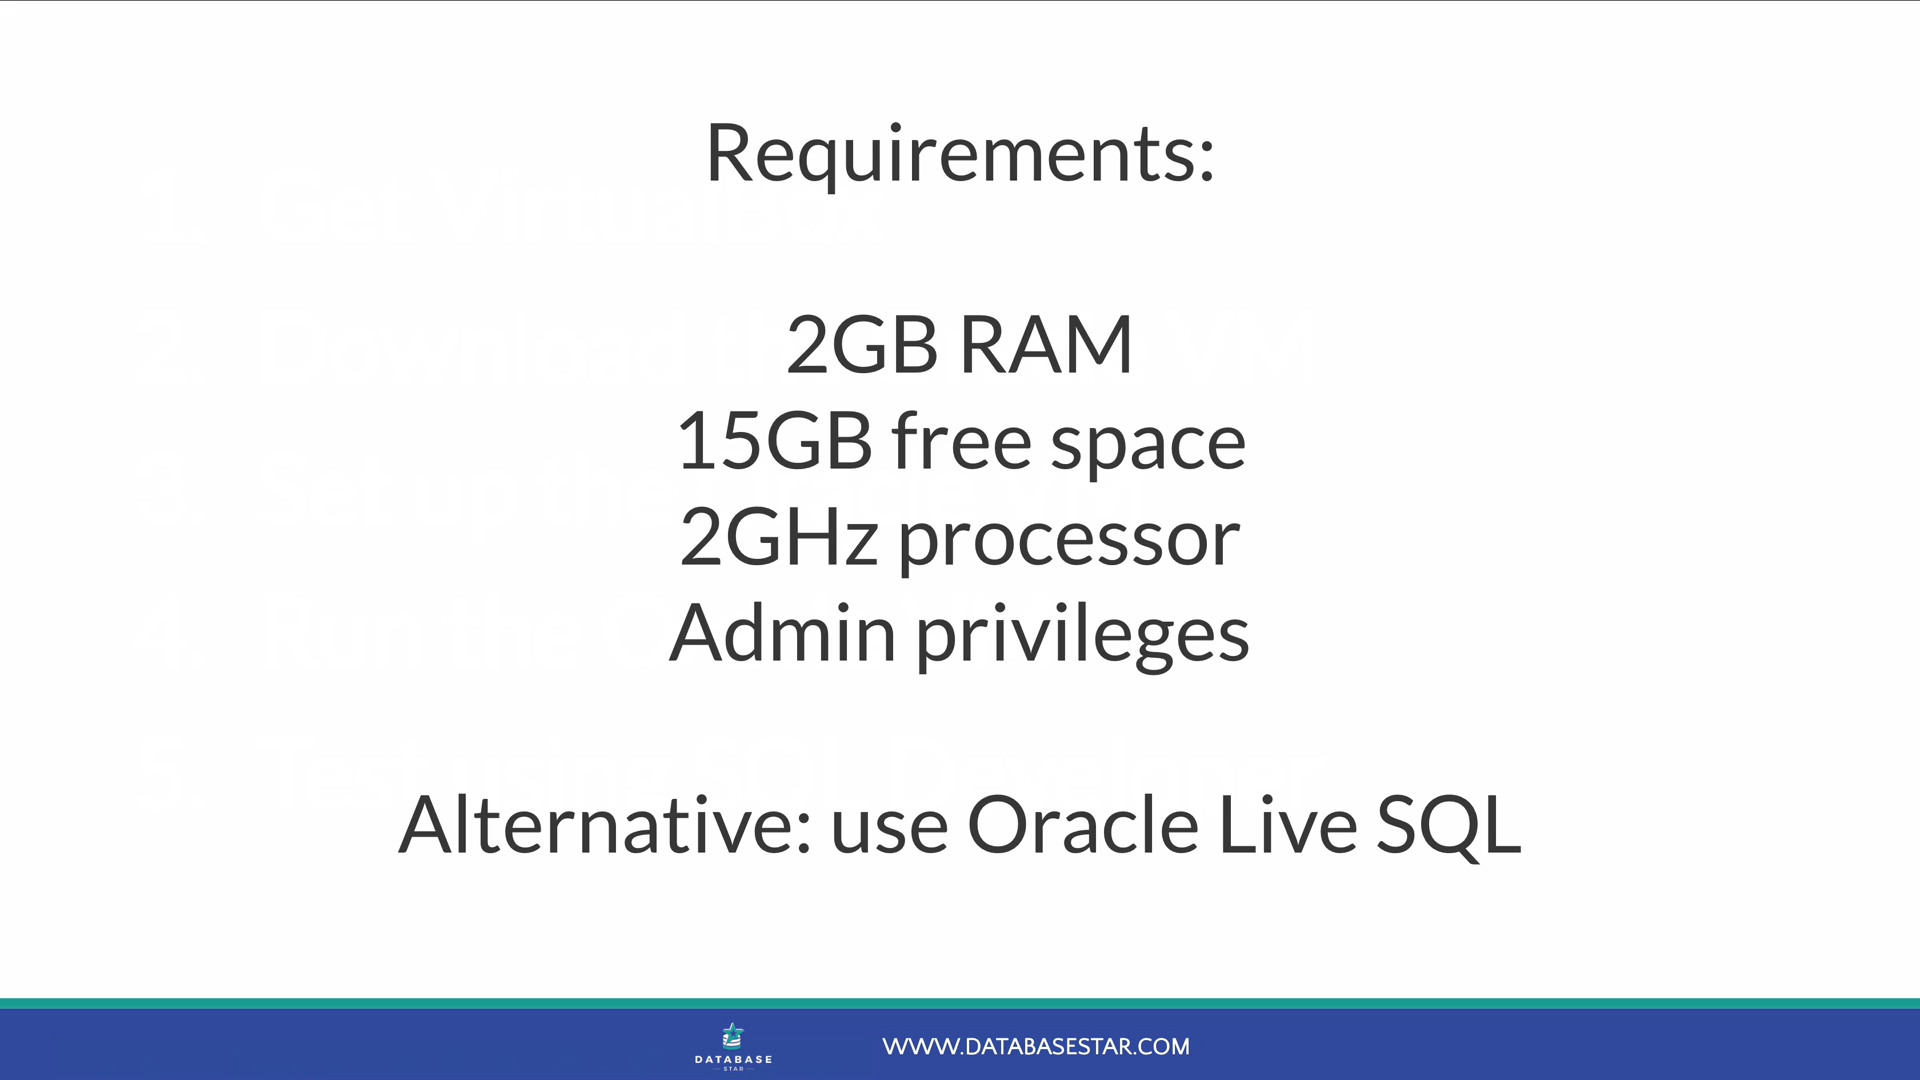 Requirements:
2GB RAM
15GB free space
2GHz processor
Admin privileges
Alternative: use Oracle Live SQL
DATABASE
STAR
WWW.DATABASESTAR.COM